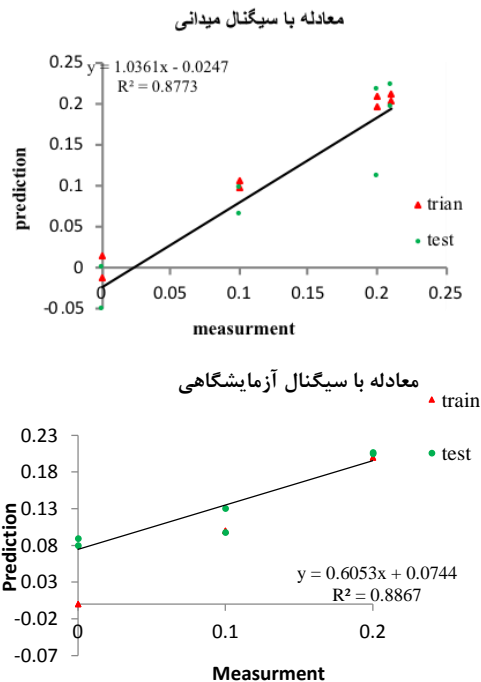 معادله با سیگنال میدانی
y = 1.0361x - 0.0247
R² = 0.8773
0.25
0.2
0.15
0.1
0.05
0
-0.05
prediction
0
0.05
0.1
0.15
0.2
0.25
measurment
trian
test
معادله با سیگنال آزمایشگاهی
train
test
0.23
0.18
0.13
0.08
0.03
-0.02
-0.07
Prediction
y = 0.6053x + 0.0744
R² = 0.8867
0
0.1
0.2
Measurment